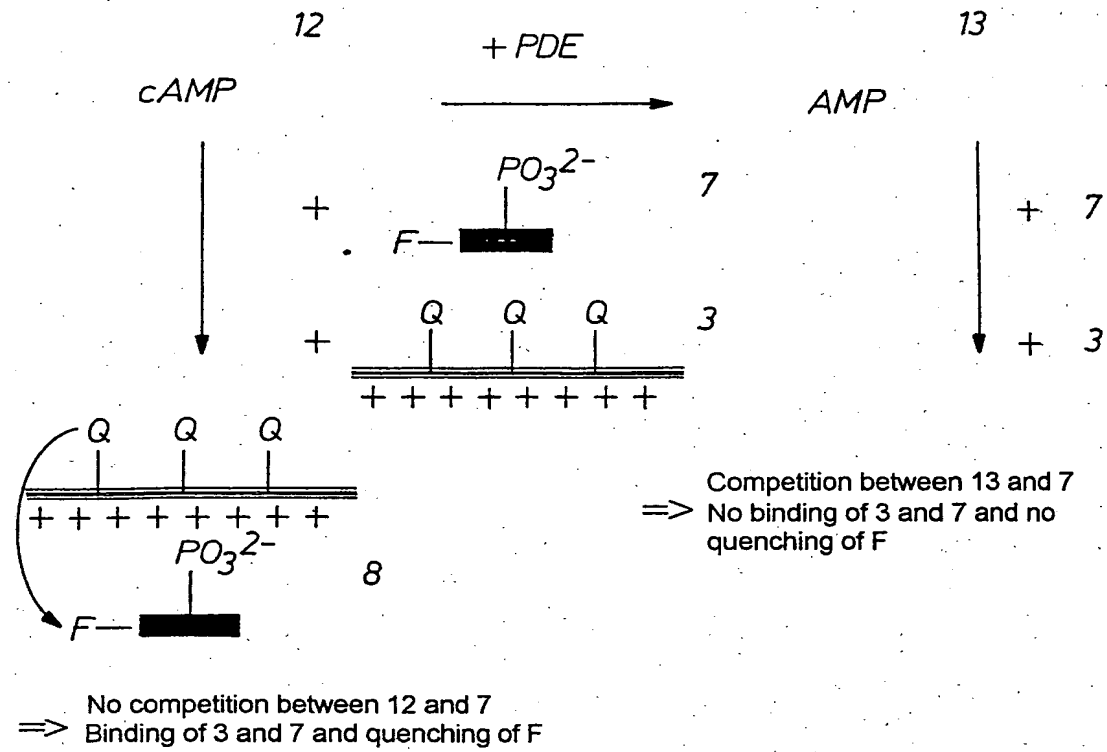 12
13
+ PDE
cAMP
AMP
PO3^2-
7
+
+ 7
F—
Q Q Q
3
+
+ 3
+ + + + + + + +
Q Q Q
+ + + + + + + +
Competition between 13 and 7
=> No binding of 3 and 7 and no
quenching of F
PO3^2-
8
F—
No competition between 12 and 7
=> Binding of 3 and 7 and quenching of F